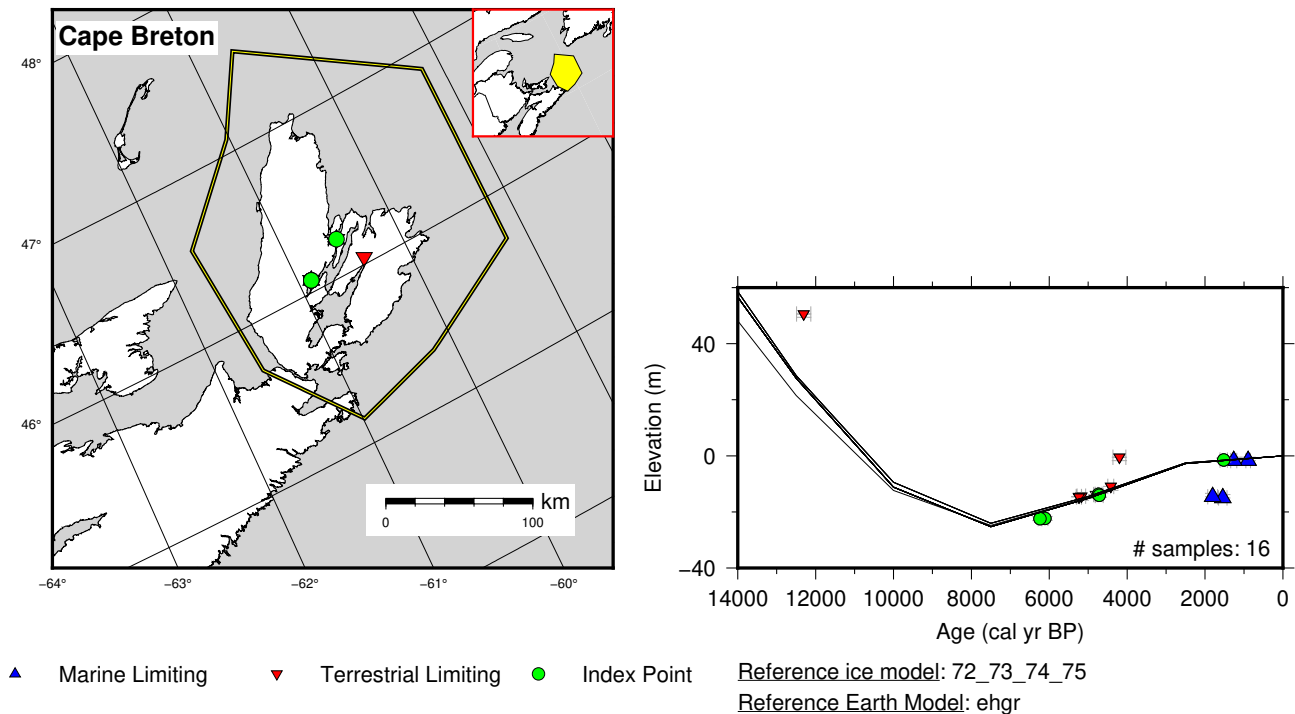 Cape Breton
48°
47°
46°
−64°
−63°
−62°
−61°
−60°
km
0
100
Elevation (m)
40
0
−40
# samples: 16
14000
12000
10000
8000
6000
4000
2000
0
Age (cal yr BP)
Marine Limiting
Terrestrial Limiting
Index Point
Reference ice model: 72_73_74_75
Reference Earth Model: ehgr